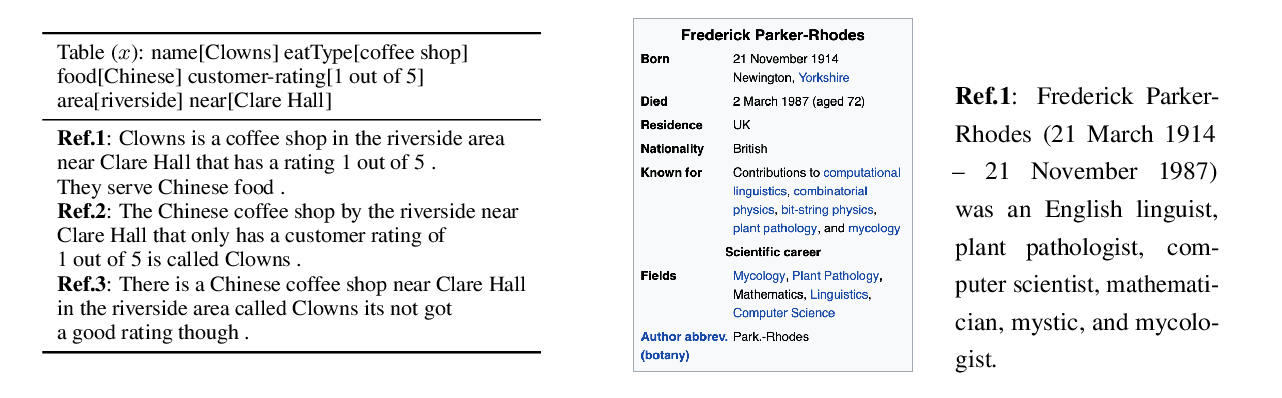 Table (x): name[Clowns] eatType[coffee shop]
food[Chinese] customer-rating[1 out of 5]
area[riverside] near[Clare Hall]
Ref.1: Clowns is a coffee shop in the riverside area
near Clare Hall that has a rating 1 out of 5 .
They serve Chinese food .
Ref.2: The Chinese coffee shop by the riverside near
Clare Hall that only has a customer rating of
1 out of 5 is called Clowns .
Ref.3: There is a Chinese coffee shop near Clare Hall
in the riverside area called Clowns its not got
a good rating though .
Frederick Parker-Rhodes
Born 21 November 1914
Newington, Yorkshire
Died 2 March 1987 (aged 72)
Residence UK
Nationality British
Known for Contributions to computational
linguistics, combinatorial
physics, bit-string physics,
plant pathology, and mycology
Scientific career
Fields Mycology, Plant Pathology,
Mathematics, Linguistics,
Computer Science
Author abbrev. Park.-Rhodes
(botany)
Ref.1: Frederick Parker-
Rhodes (21 March 1914
– 21 November 1987)
was an English linguist,
plant pathologist, com-
puter scientist, mathemati-
cian, mystic, and mycolo-
gist.